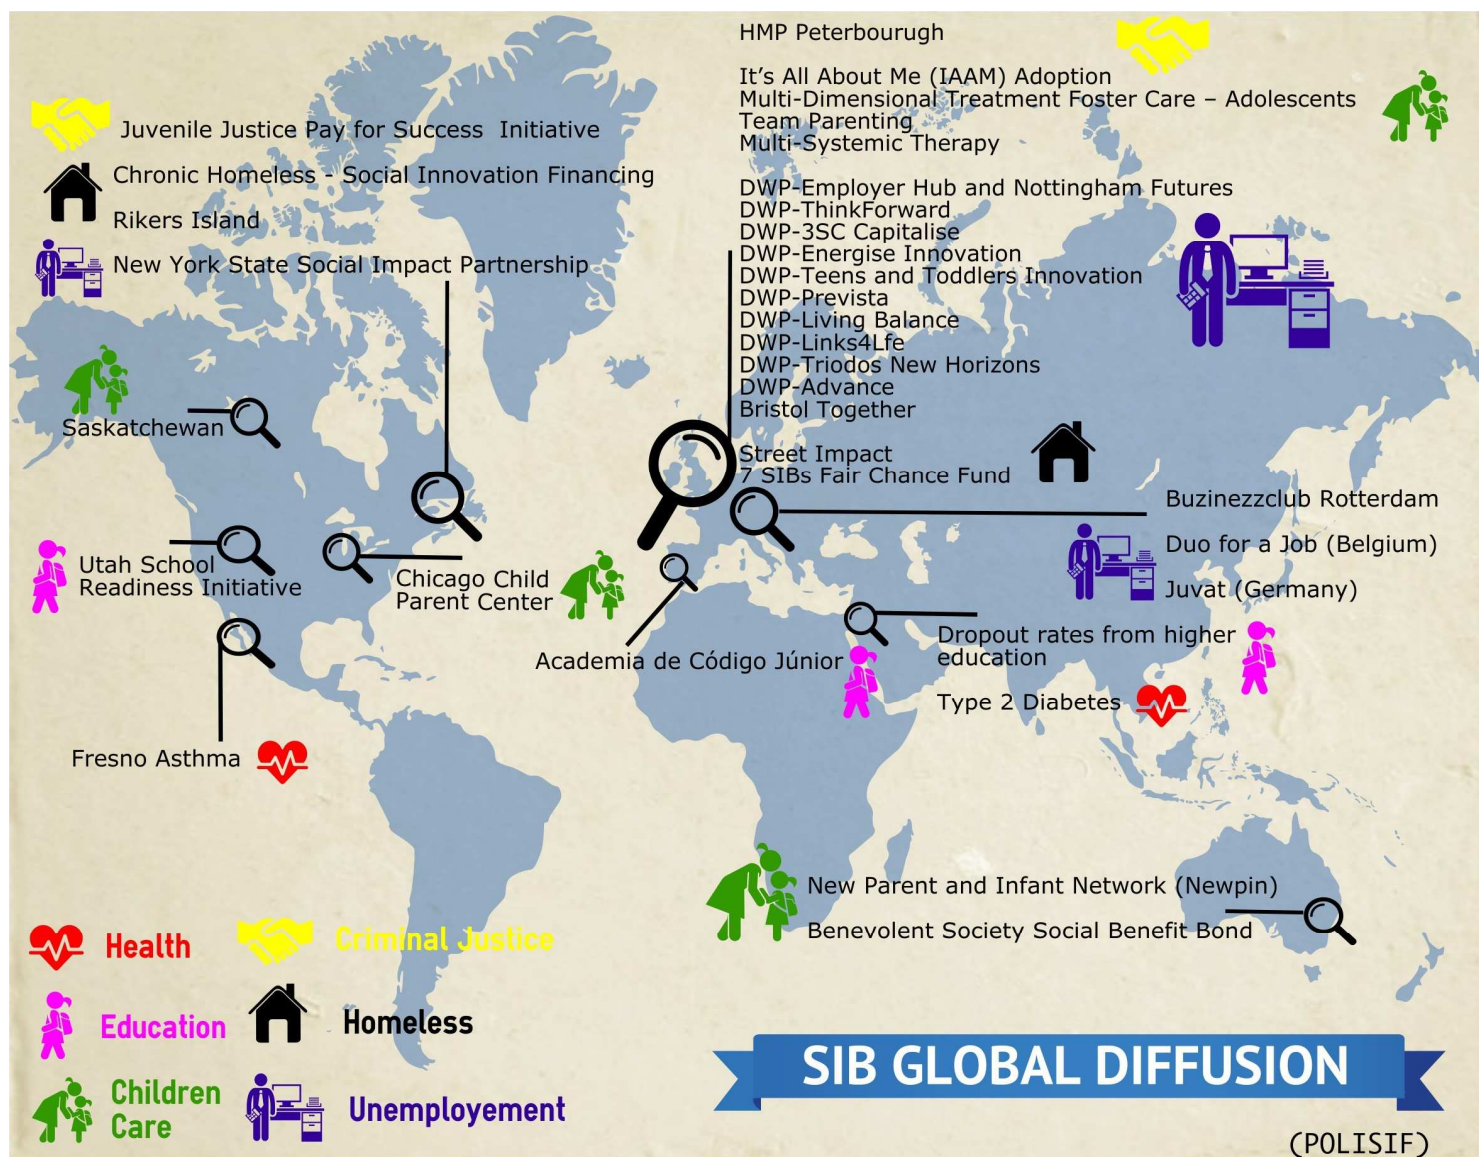 HMP Peterbourugh
It's All About Me (IAAM) Adoption
Multi-Dimensional Treatment Foster Care – Adolescents
Team Parenting
Multi-Systemic Therapy
DWP-Employer Hub and Nottingham Futures
DWP-ThinkForward
DWP-3SC Capitalise
DWP-Energise Innovation
DWP-Teens and Toddlers Innovation
DWP-Prevista
DWP-Living Balance
DWP-Links4Lfe
DWP-Triodos New Horizons
DWP-Advance
Bristol Together
Street Impact
7 SIBs Fair Chance Fund
Juvenile Justice Pay for Success Initiative
Chronic Homeless - Social Innovation Financing
Rikers Island
New York State Social Impact Partnership
Saskatchewan
Utah School
Readiness Initiative
Chicago Child
Parent Center
Fresno Asthma
Academia de Código Júnior
Buzinezzclub Rotterdam
Duo for a Job (Belgium)
Juvat (Germany)
Dropout rates from higher
education
Type 2 Diabetes
New Parent and Infant Network (Newpin)
Benevolent Society Social Benefit Bond
Health
Criminal Justice
Education
Homeless
Children
Care
Unemployement
SIB GLOBAL DIFFUSION
(POLISIF)